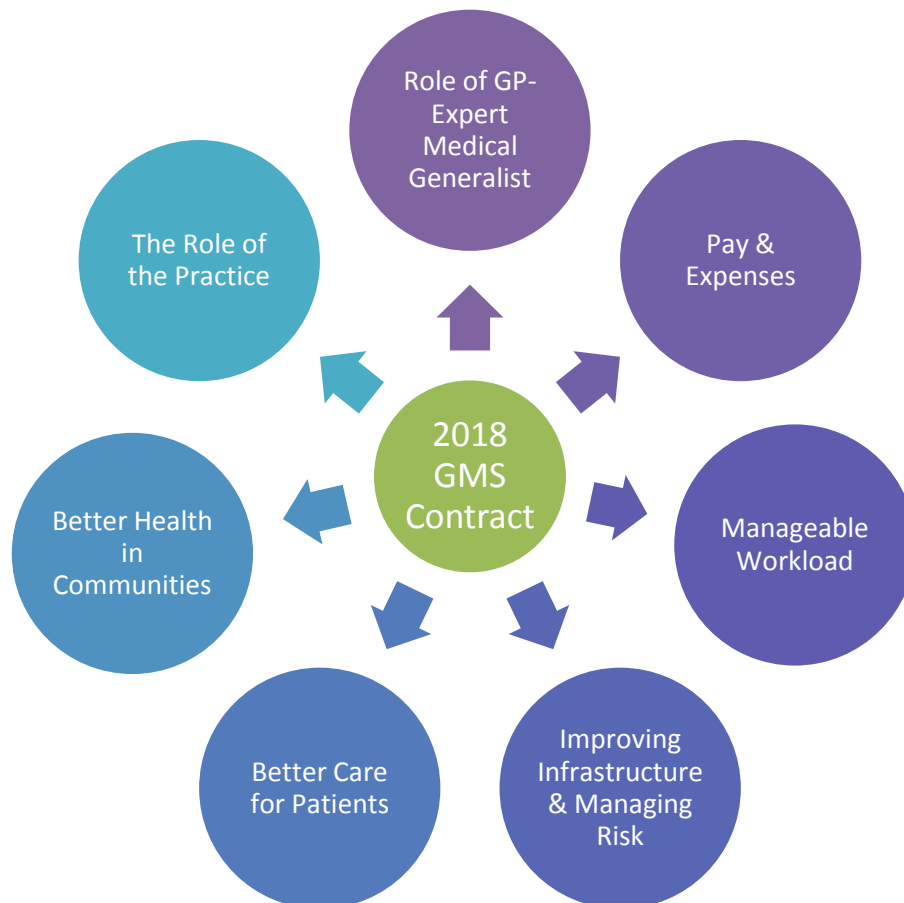 Role of GP-
Expert
Medical
Generalist
Pay &
Expenses
Manageable
Workload
Improving
Infrastructure
& Managing
Risk
Better Care
for Patients
Better Health
in
Communities
The Role of
the Practice
2018
GMS
Contract